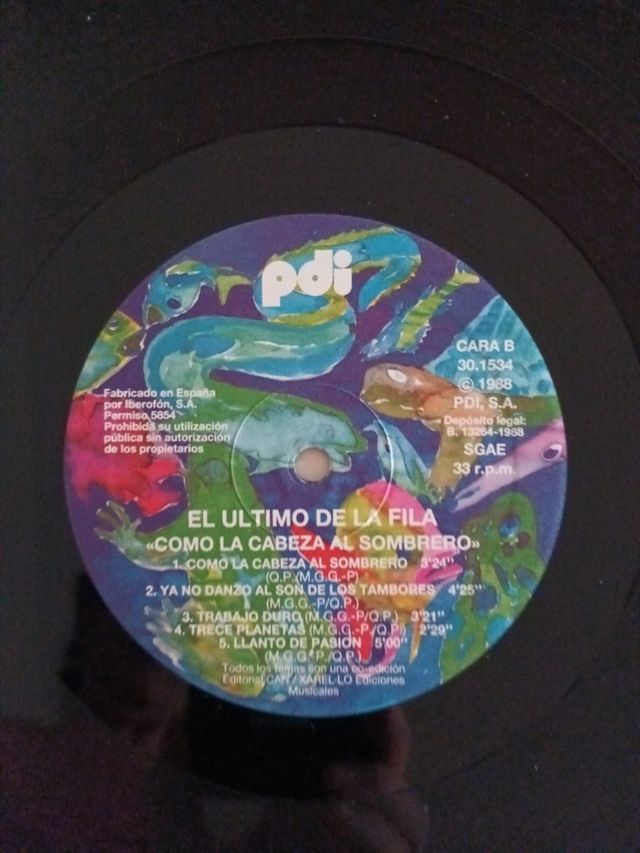 pdi
CARA B
30.1534
© 1988
PDI, S.A.
Depósito legal:
B. 13264-1988
SGAE
33 r.p.m.
Fabricado en España
por Iberofón, S.A.
Permiso 5854
Prohibida su utilización
pública sin autorización
de los propietarios
EL ULTIMO DE LA FILA
«COMO LA CABEZA AL SOMBRERO»
1. COMO LA CABEZA AL SOMBRERO 3'24"
(Q.P./M.G.G.-P)
2. YA NO DANZO AL SON DE LOS TAMBORES 4'25"
(M.G.G.-P/Q.P.)
3. TRABAJO DURO (M.G.G.-P/Q.P.) 3'21"
4. TRECE PLANETAS (M.G.G.-P/Q.P.) 2'29"
5. LLANTO DE PASION 5'00"
(M.G.G.-P./Q.P.)
Todos los temas son una co-edición
Editorial CAN / XAREL·LO Ediciones
Musicales